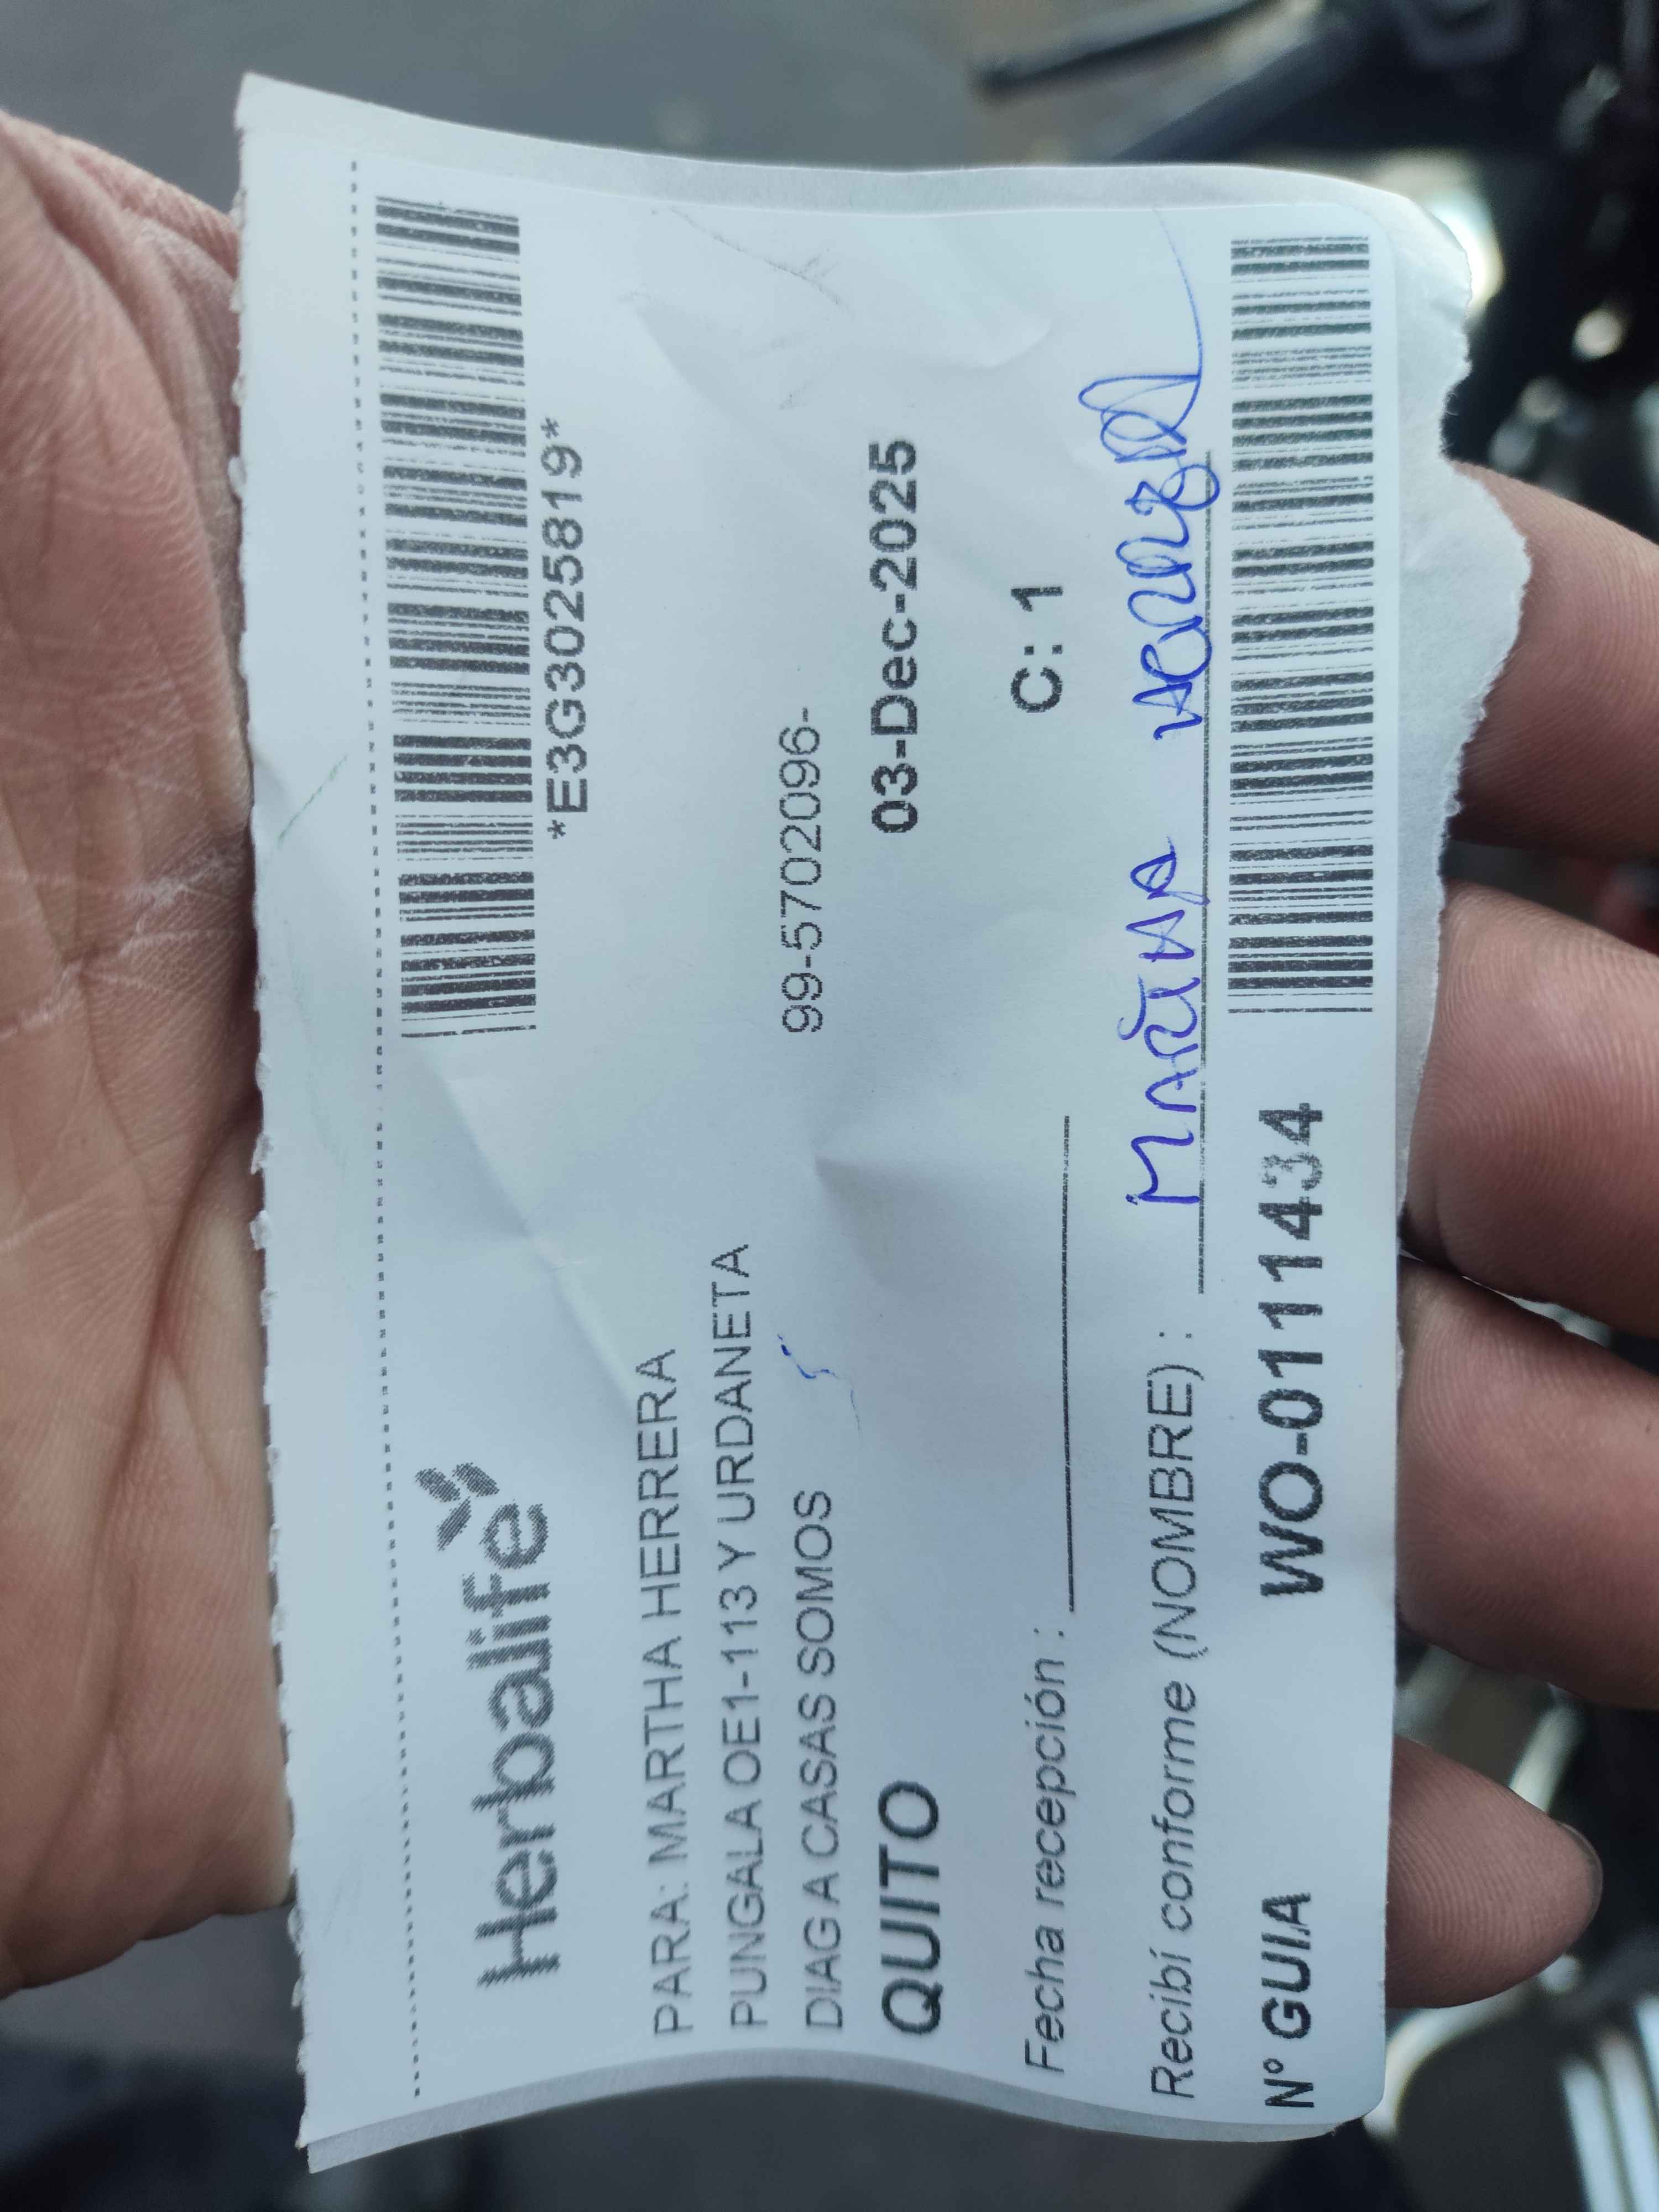 Herbalife
*E3G3025819*
PARA: MARTHA HERRERA
PUNGALA OE1-113 Y URDANETA
DIAG A CASAS SOMOS
99-5702096-
QUITO
03-Dec-2025
Fecha recepción :
C: 1
Recibí conforme (NOMBRE) :
N° GUIA WO-0111434